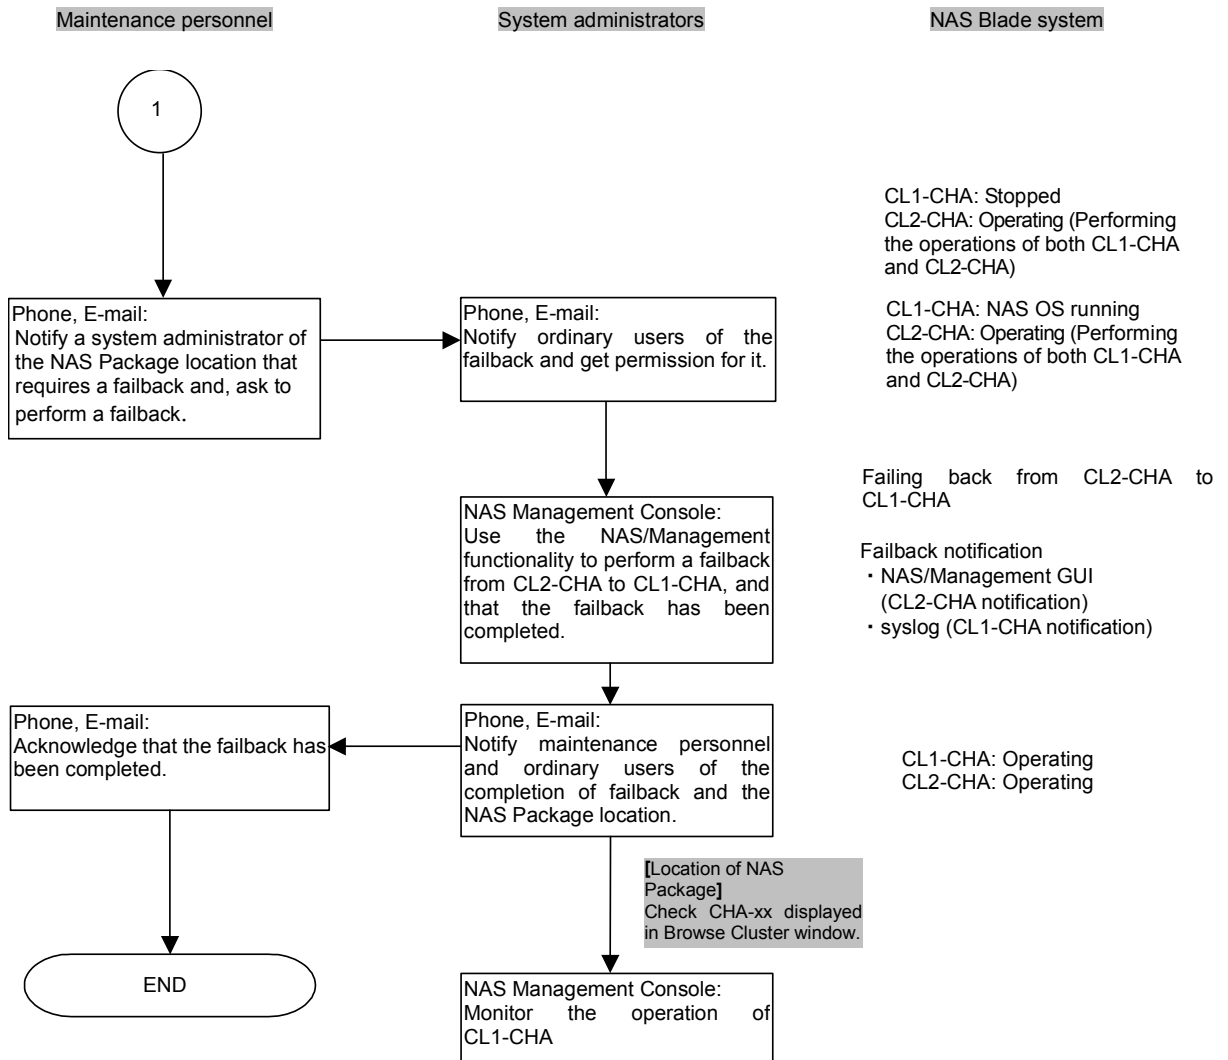 Maintenance personnel
System administrators
NAS Blade system
1
CL1-CHA: Stopped
CL2-CHA: Operating (Performing
the operations of both CL1-CHA
and CL2-CHA)
Phone, E-mail:
Notify a system administrator of
the NAS Package location that
requires a failback and, ask to
perform a failback.
Phone, E-mail:
Notify ordinary users of the
failback and get permission for it.
CL1-CHA: NAS OS running
CL2-CHA: Operating (Performing
the operations of both CL1-CHA
and CL2-CHA)
NAS Management Console:
Use the NAS/Management
functionality to perform a failback
from CL2-CHA to CL1-CHA, and
that the failback has been
completed.
Failing back from CL2-CHA to
CL1-CHA
Failback notification
・NAS/Management GUI
(CL2-CHA notification)
・syslog (CL1-CHA notification)
Phone, E-mail:
Acknowledge that the failback has
been completed.
Phone, E-mail:
Notify maintenance personnel
and ordinary users of the
completion of failback and the
NAS Package location.
CL1-CHA: Operating
CL2-CHA: Operating
[Location of NAS
Package]
Check CHA-xx displayed
in Browse Cluster window.
END
NAS Management Console:
Monitor the operation of
CL1-CHA